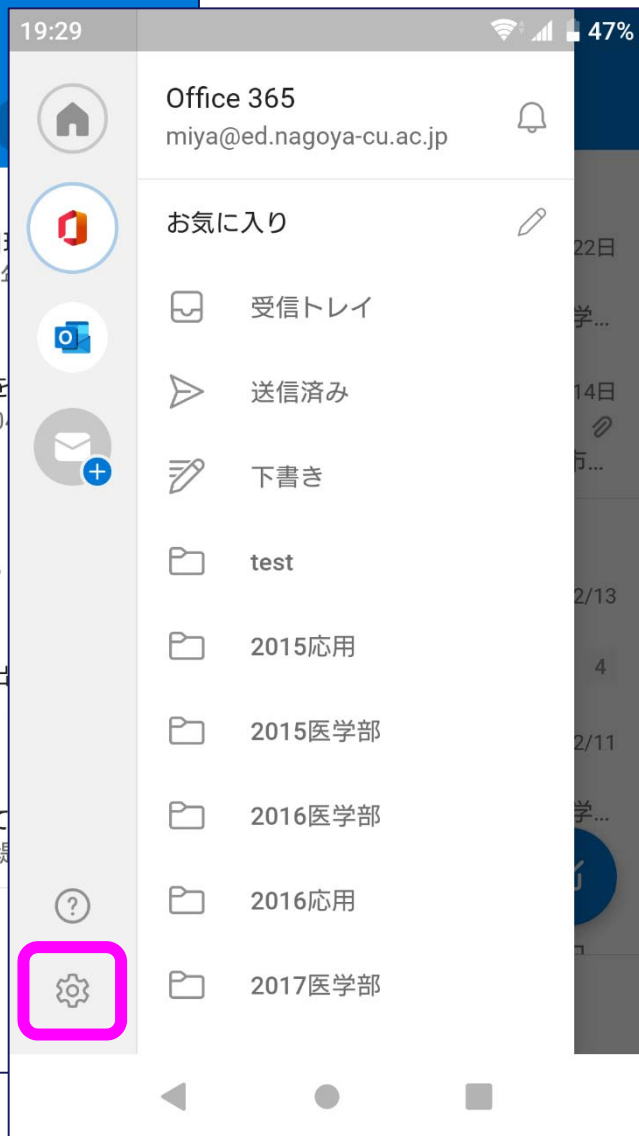 19:29
47%
Office 365
miya@ed.nagoya-cu.ac.jp
お気に入り
22日
受信トレイ
学...
送信済み
14日
下書き
市...
test
2/13
2015応用
4
2015医学部
2/11
2016医学部
学...
2016応用
2017医学部